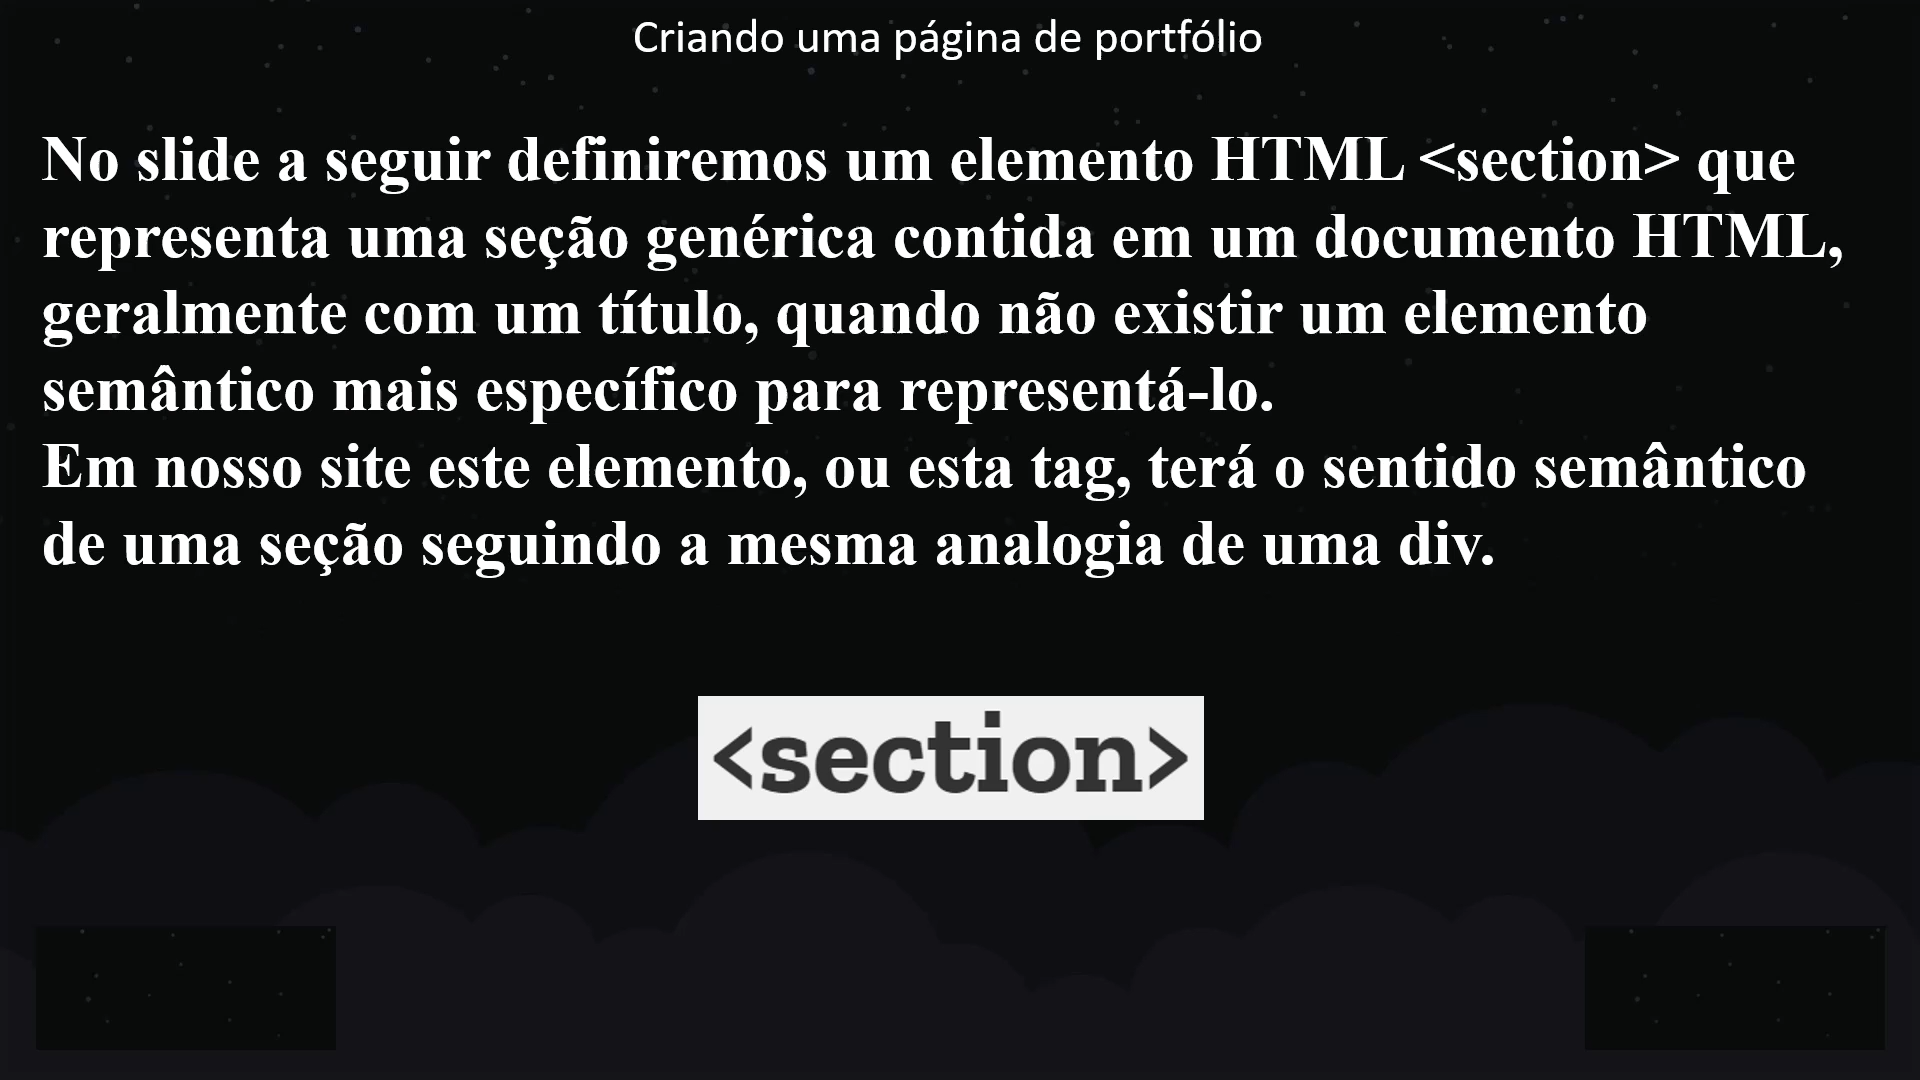 Criando uma página de portfólio
No slide a seguir definiremos um elemento HTML <section> que
representa uma seção genérica contida em um documento HTML,
geralmente com um título, quando não existir um elemento
semântico mais específico para representá-lo.
Em nosso site este elemento, ou esta tag, terá o sentido semântico
de uma seção seguindo a mesma analogia de uma div.
<section>